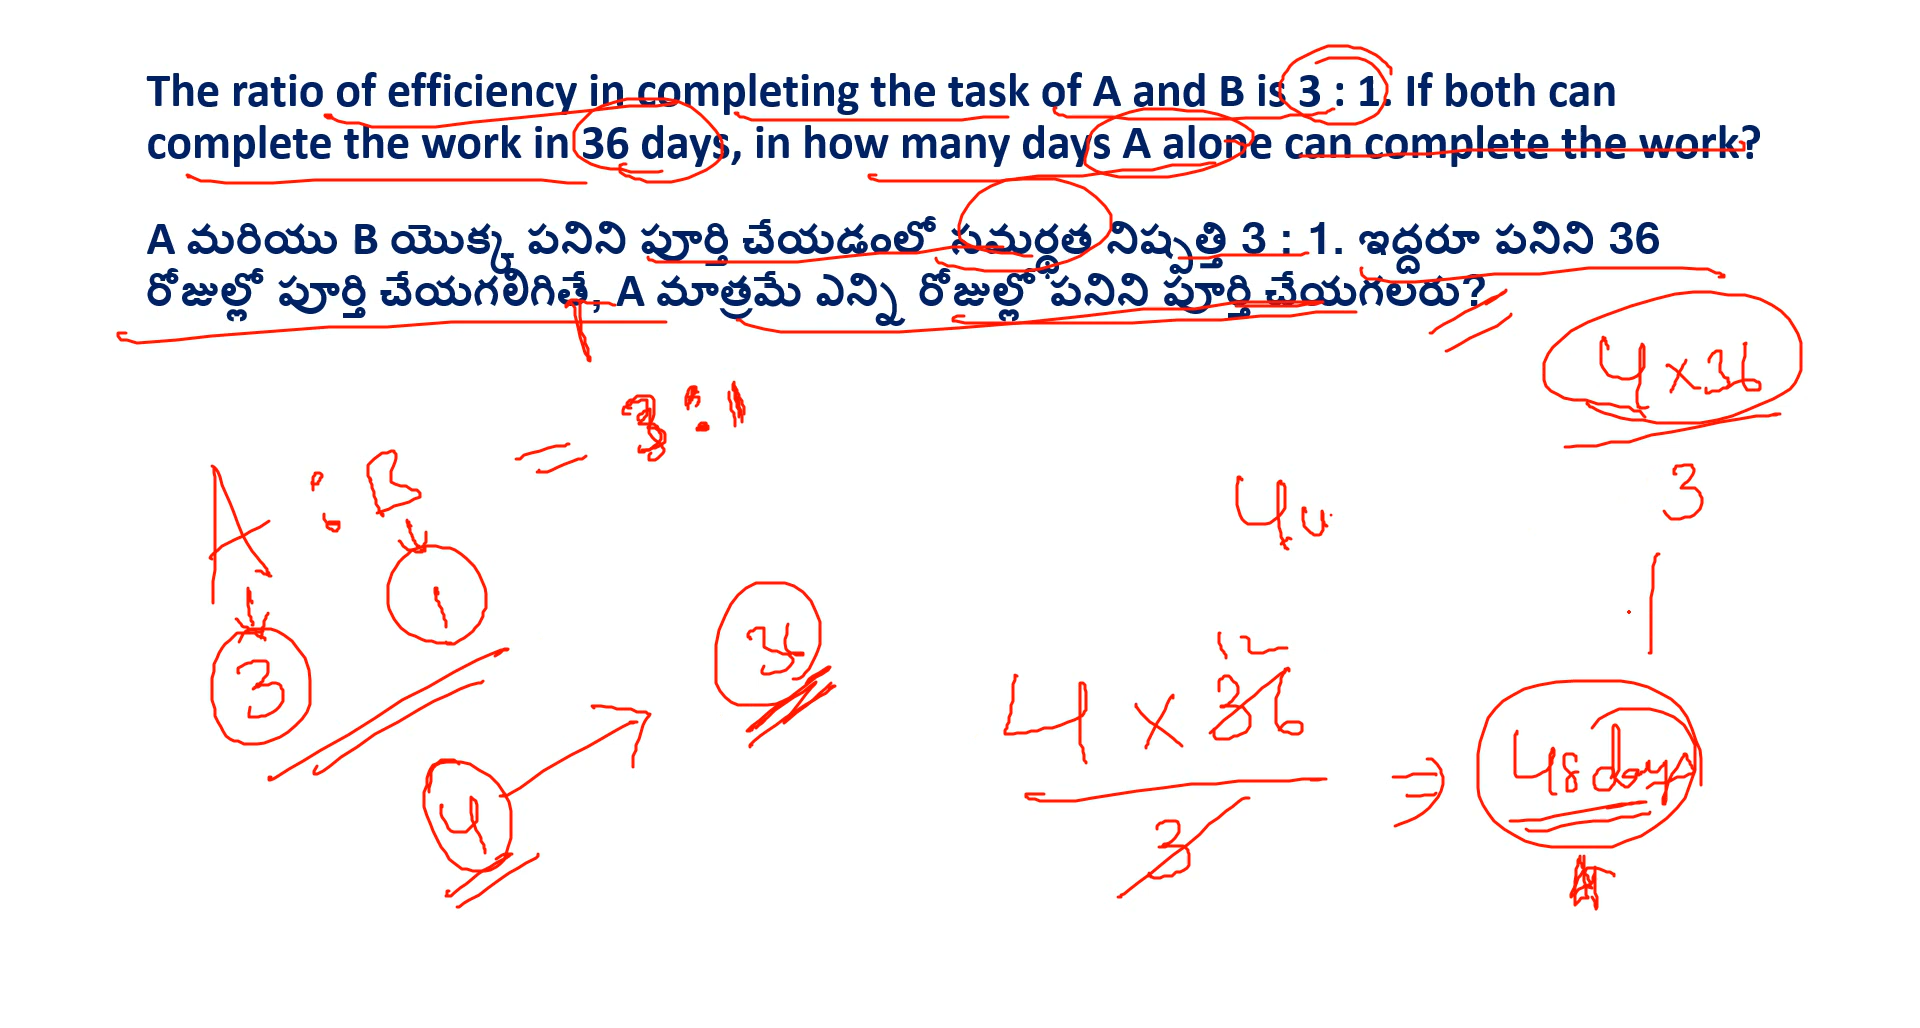 The ratio of efficiency in completing the task of A and B is 3 : 1. If both can
complete the work in 36 days, in how many days A alone can complete the work?
A మరియు B యొక్క పనిని పూర్తి చేయడంలో సమర్థత నిష్పత్తి 3 : 1. ఇద్దరూ పనిని 36
రోజుల్లో పూర్తి చేయగలిగితే, A మాత్రమే ఎన్ని రోజుల్లో పనిని పూర్తి చేయగలరు?
4 x 36
3
A : B = 3 : 1
3 1
4
36
4u
12
4 x 36
3
⇒ 48 days